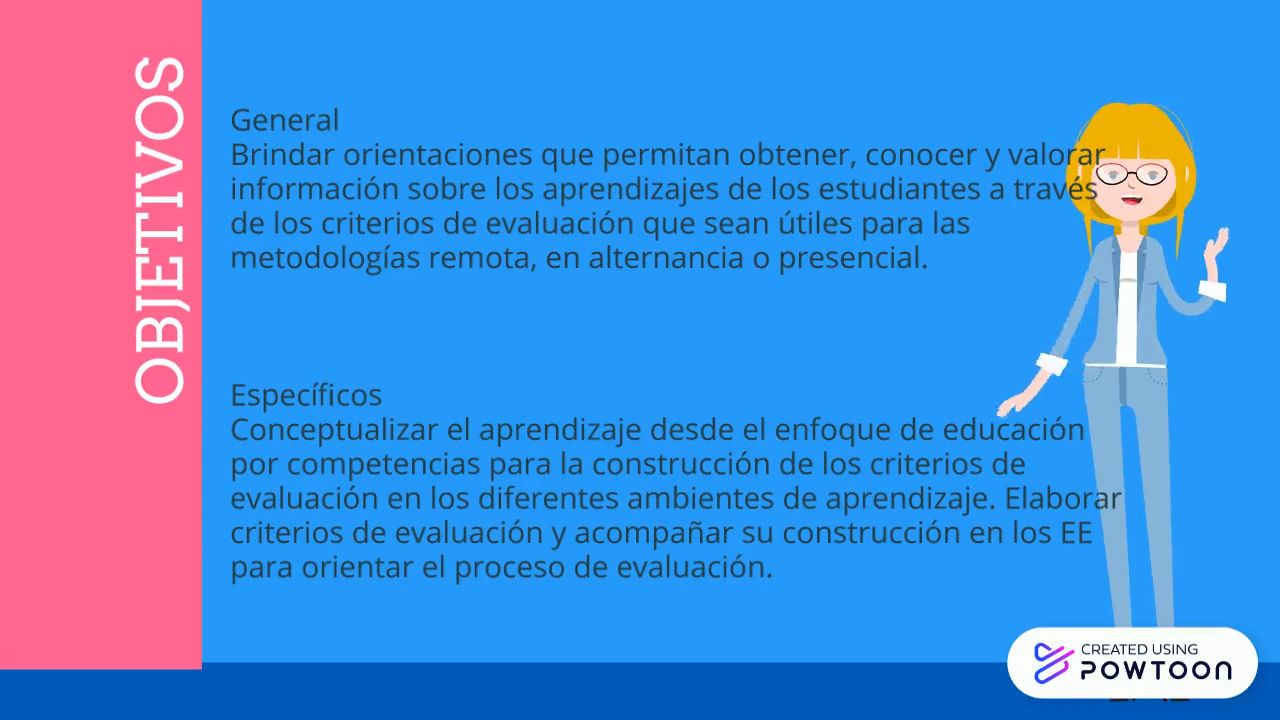 OBJETIVOS
General
Brindar orientaciones que permitan obtener, conocer y valorar
información sobre los aprendizajes de los estudiantes a través
de los criterios de evaluación que sean útiles para las
metodologías remota, en alternancia o presencial.
Específicos
Conceptualizar el aprendizaje desde el enfoque de educación
por competencias para la construcción de los criterios de
evaluación en los diferentes ambientes de aprendizaje. Elaborar
criterios de evaluación y acompañar su construcción en los EE
para orientar el proceso de evaluación.
CREATED USING
POWTOON